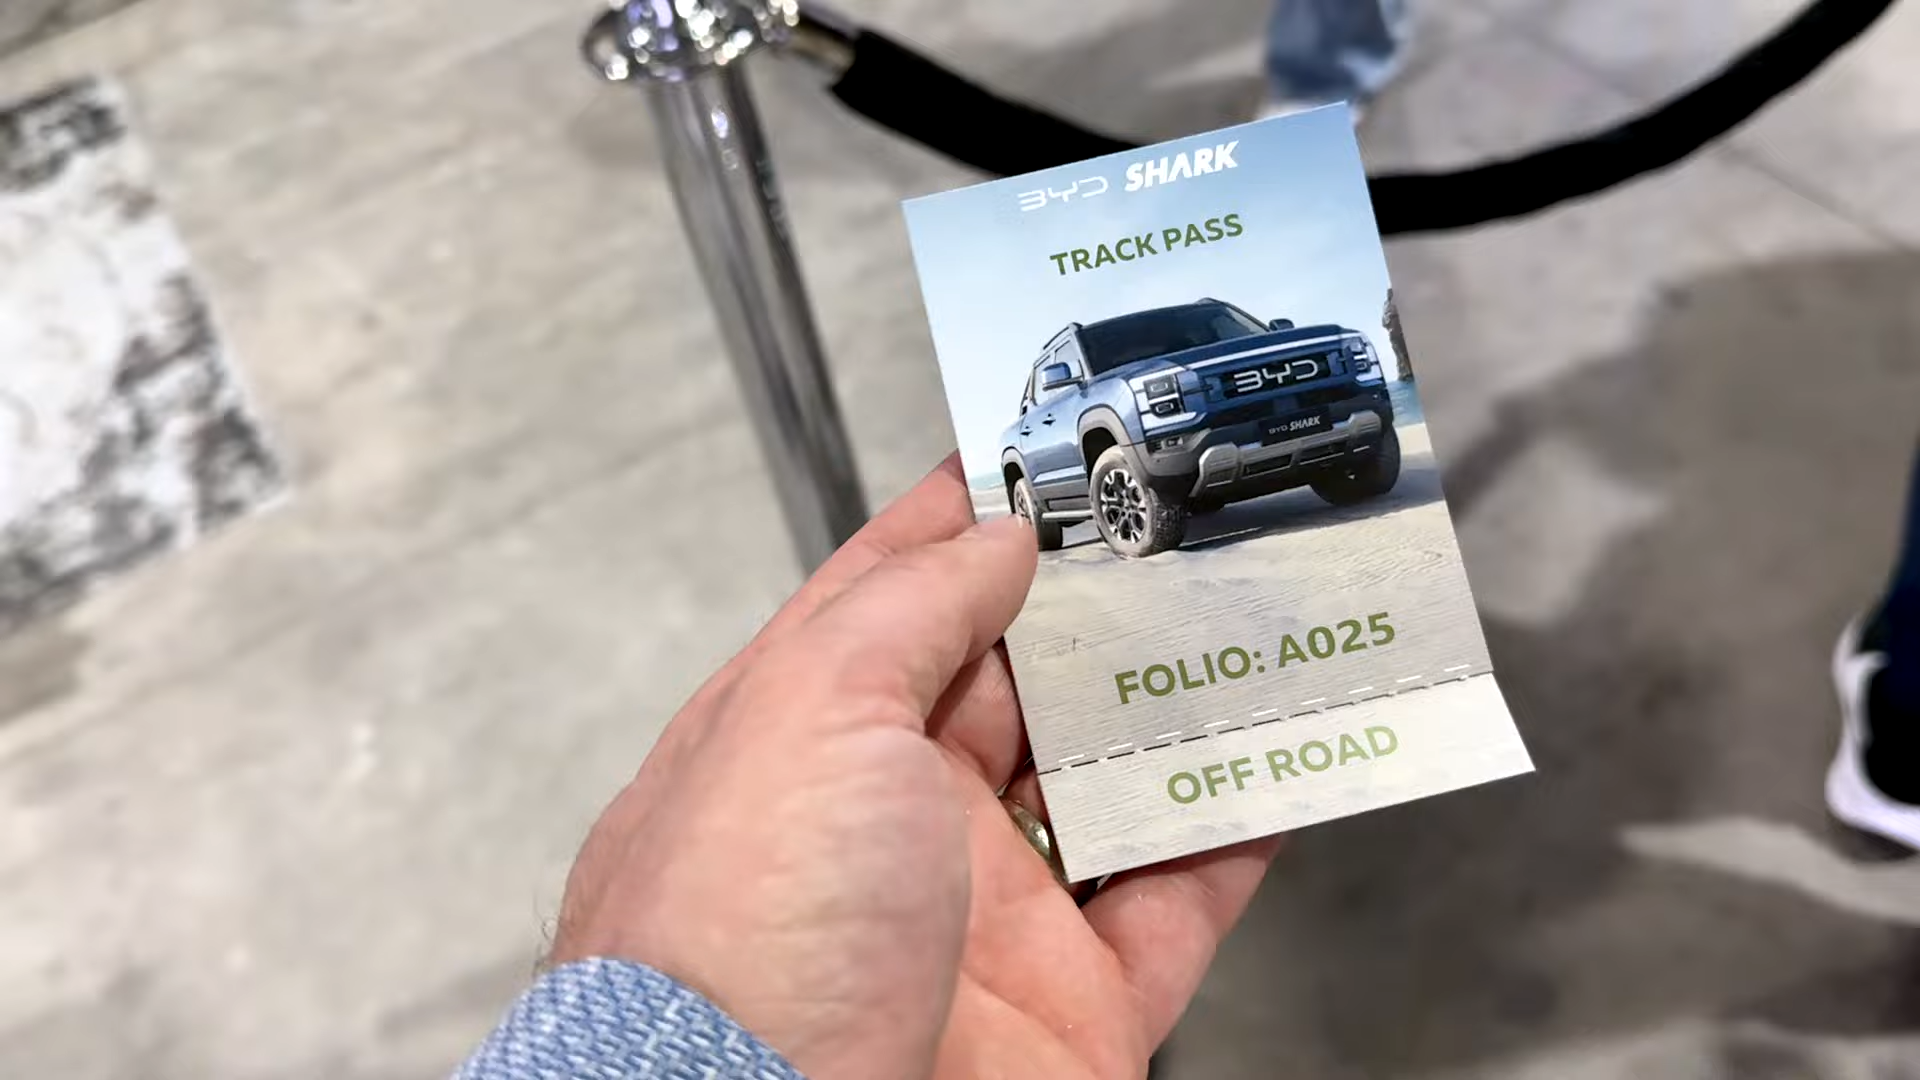 BYD SHARK
TRACK PASS
BYD
BYD SHARK
FOLIO: A025
OFF ROAD